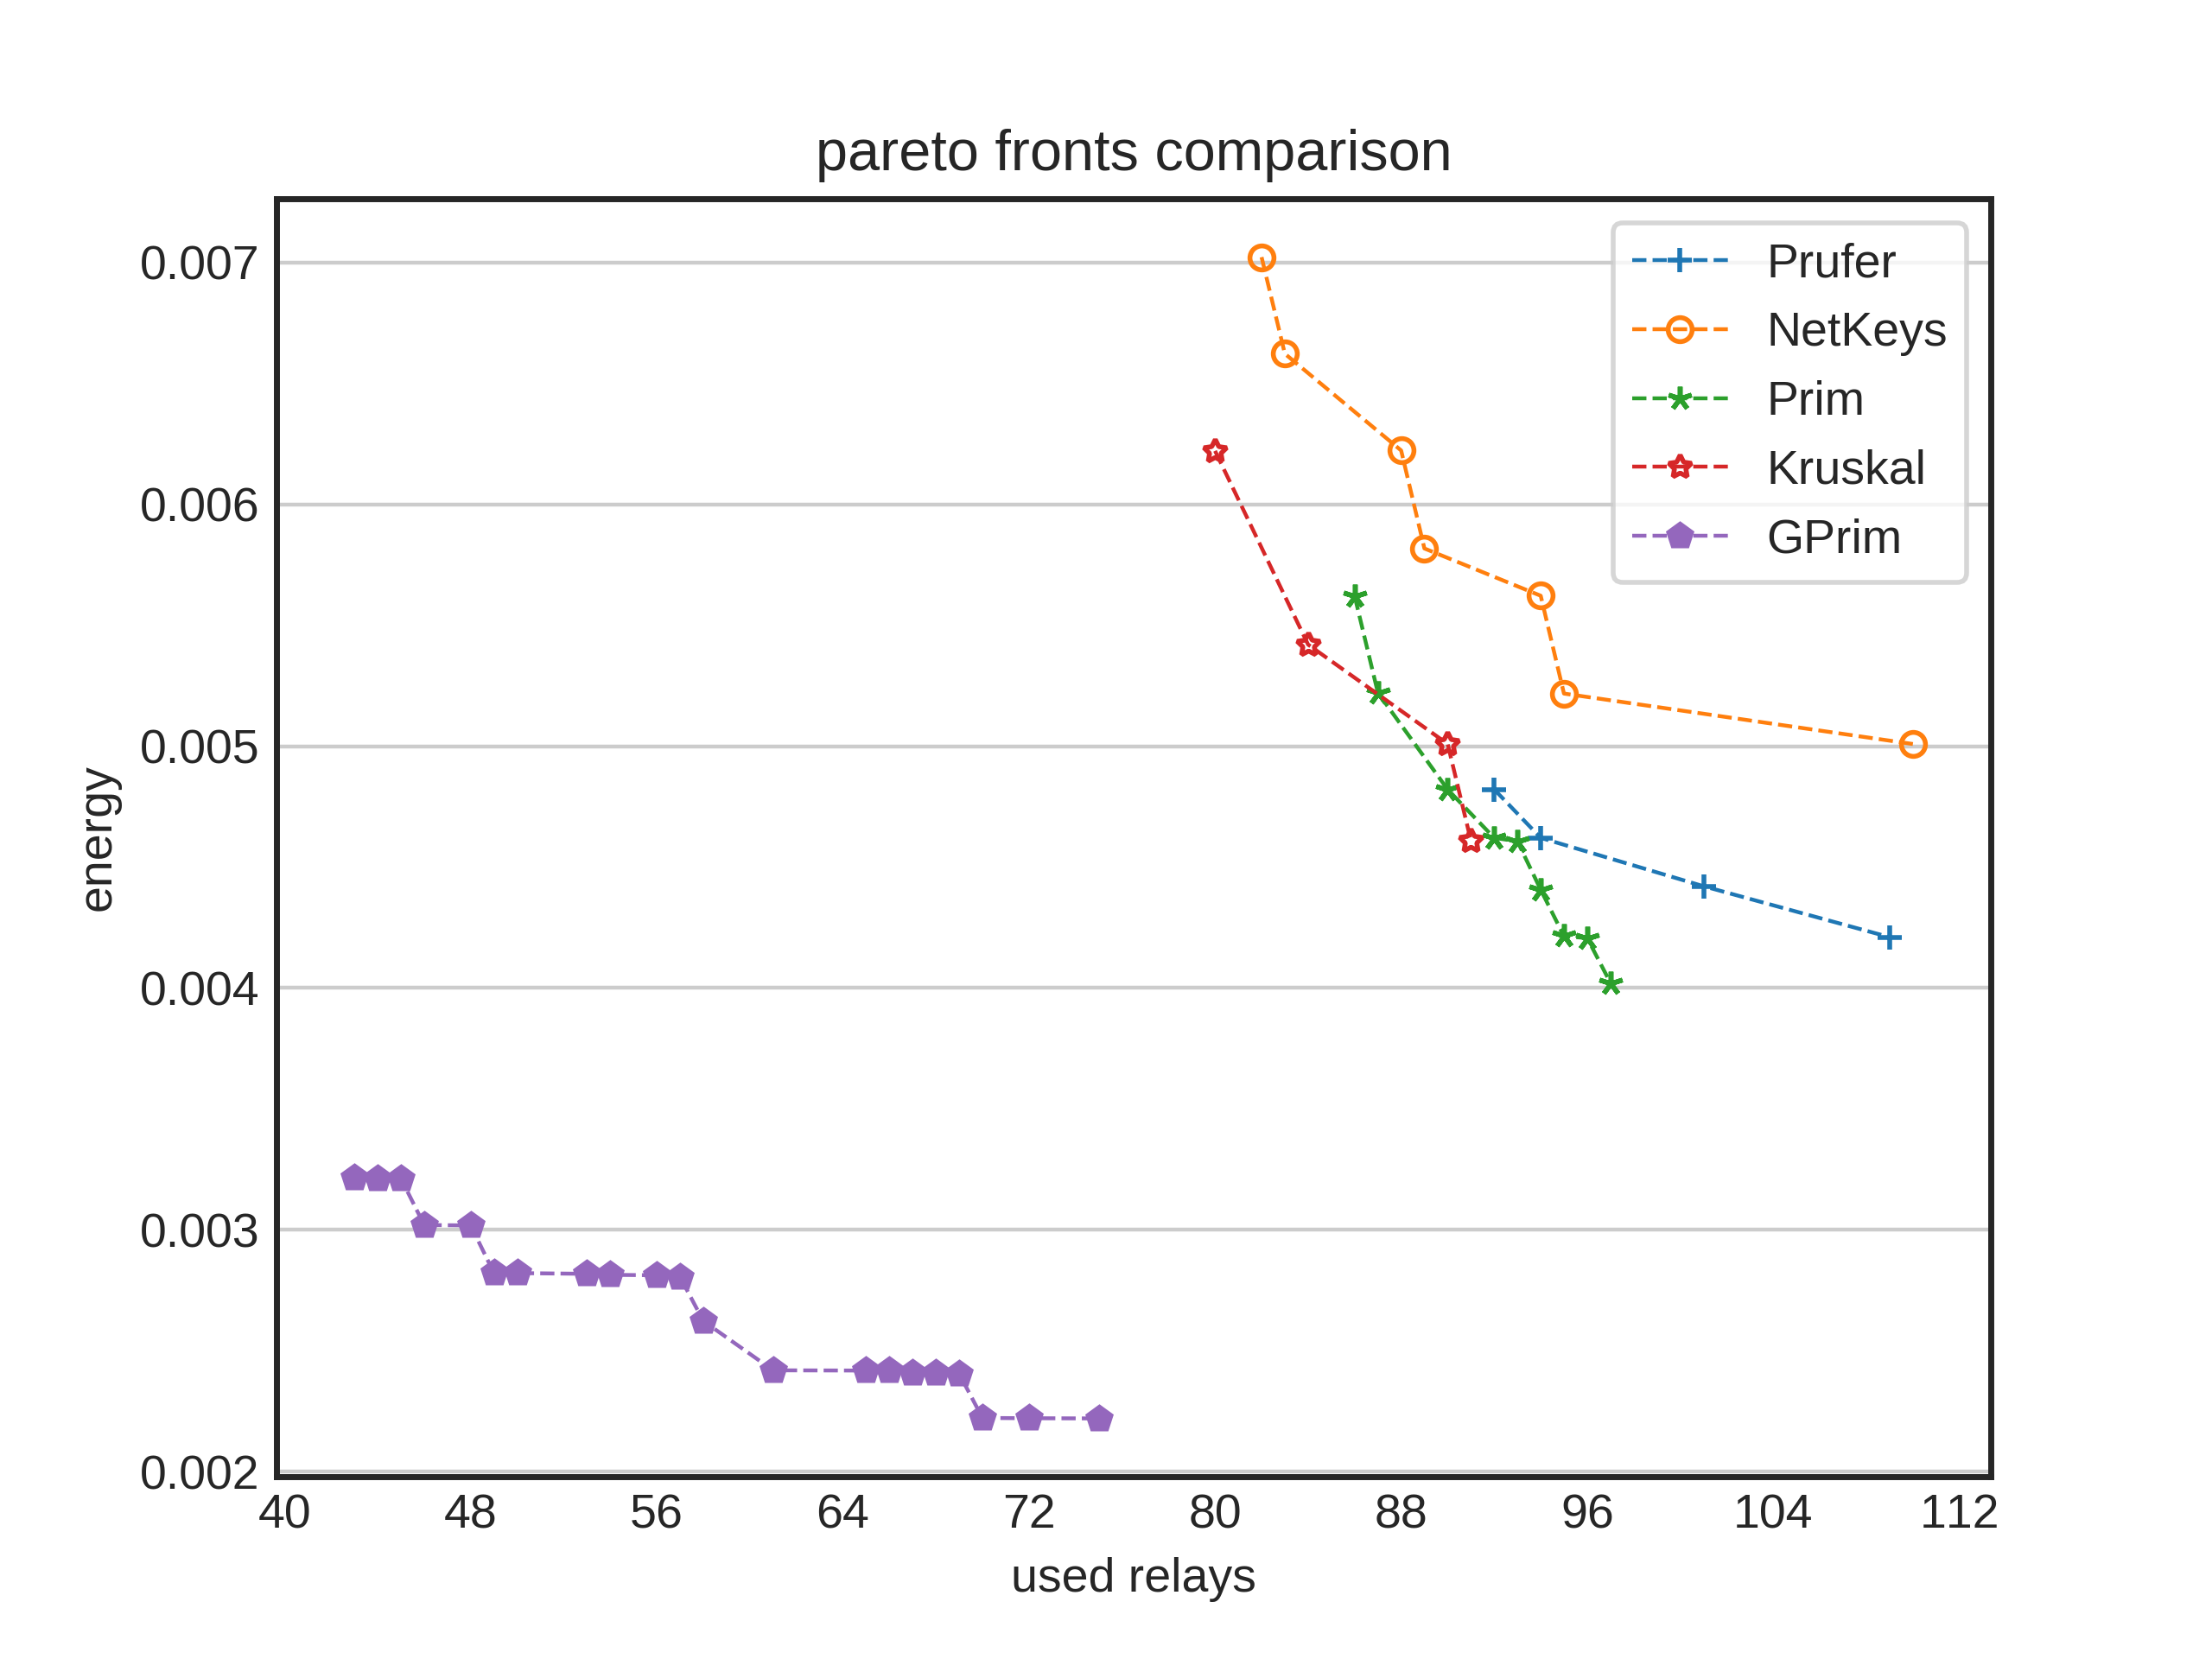 pareto fronts comparison
0.007
0.006
0.005
0.004
0.003
0.002
energy
Prufer
NetKeys
Prim
Kruskal
GPrim
40 48 56 64 72 80 88 96 104 112
used relays